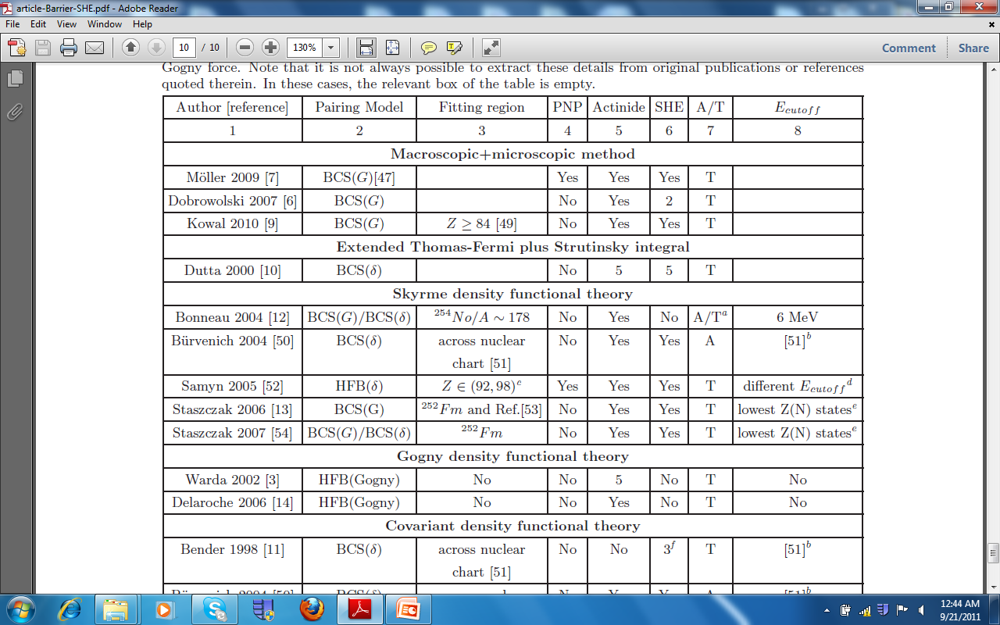 article-Barrier-SHE.pdf - Adobe Reader
File Edit View Window Help
10 / 10 130% Comment Share
Gogny force. Note that it is not always possible to extract these details from original publications or references
quoted therein. In these cases, the relevant box of the table is empty.
Author [reference] Pairing Model Fitting region PNP Actinide SHE A/T E_cutoff
1 2 3 4 5 6 7 8
Macroscopic+microscopic method
Möller 2009 [7] BCS(G)[47] Yes Yes Yes T
Dobrowolski 2007 [6] BCS(G) No Yes 2 T
Kowal 2010 [9] BCS(G) Z ≥ 84 [49] No Yes Yes T
Extended Thomas-Fermi plus Strutinsky integral
Dutta 2000 [10] BCS(δ) No 5 5 T
Skyrme density functional theory
Bonneau 2004 [12] BCS(G)/BCS(δ) ²⁵⁴No/A ∼ 178 No Yes No A/Tᵃ 6 MeV
Bürvenich 2004 [50] BCS(δ) across nuclear No Yes Yes A [51]ᵇ
chart [51]
Samyn 2005 [52] HFB(δ) Z ∈ (92, 98)ᶜ Yes Yes Yes T different E_cutoffᵈ
Staszczak 2006 [13] BCS(G) ²⁵²Fm and Ref.[53] No Yes Yes T lowest Z(N) statesᵉ
Staszczak 2007 [54] BCS(G)/BCS(δ) ²⁵²Fm No Yes Yes T lowest Z(N) statesᵉ
Gogny density functional theory
Warda 2002 [3] HFB(Gogny) No No 5 No T No
Delaroche 2006 [14] HFB(Gogny) No No Yes No T No
Covariant density functional theory
Bender 1998 [11] BCS(δ) across nuclear No No 3ᶠ T [51]ᵇ
chart [51]
12:44 AM
9/21/2011